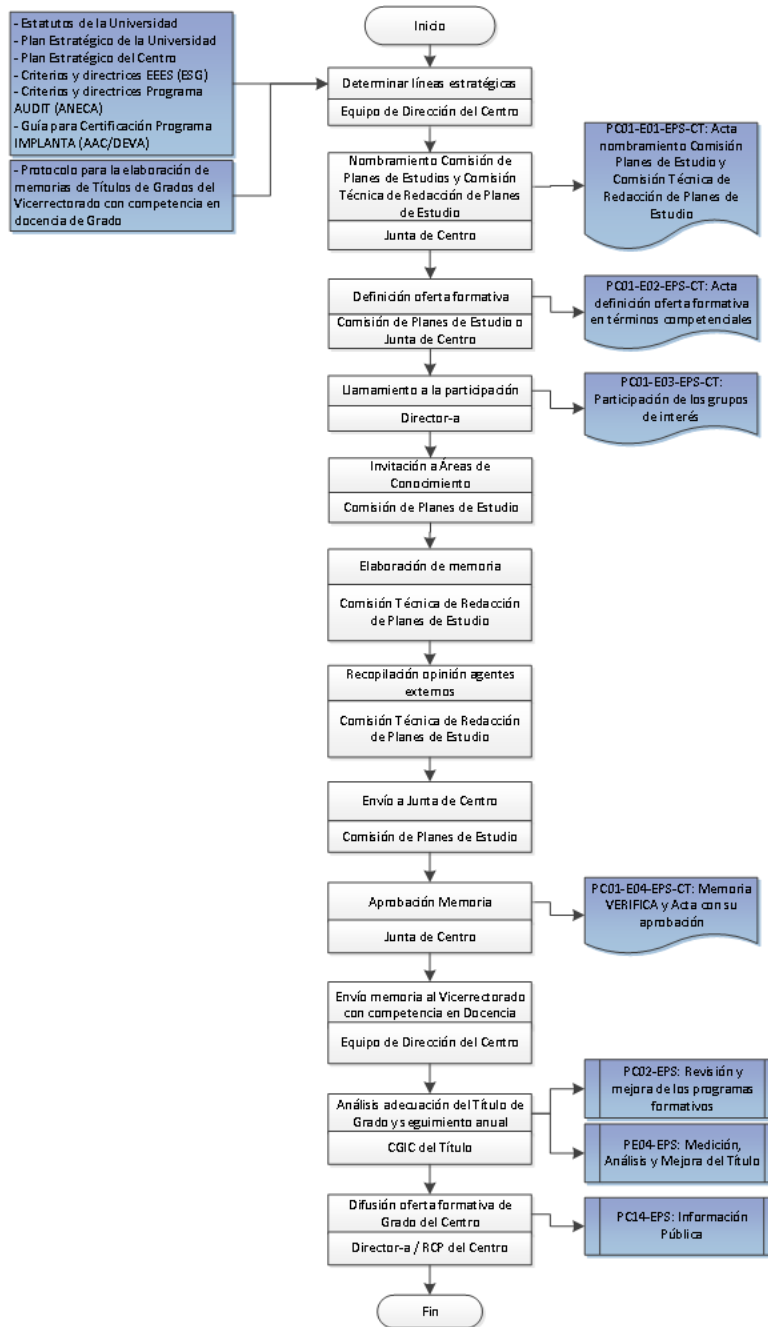 Inicio
- Estatutos de la Universidad
- Plan Estratégico de la Universidad
- Plan Estratégico del Centro
- Criterios y directrices EEES (ESG)
- Criterios y directrices Programa
AUDIT (ANECA)
- Guía para Certificación Programa
IMPLANTA (AAC/DEVA)
- Protocolo para la elaboración de
memorias de Títulos de Grados del
Vicerrectorado con competencia en
docencia de Grado
Determinar líneas estratégicas
Equipo de Dirección del Centro
Nombramiento Comisión de
Planes de Estudios y Comisión
Técnica de Redacción de Planes
de Estudio
Junta de Centro
PC01-E01-EPS-CT: Acta
nombramiento Comisión
Planes de Estudio y
Comisión Técnica de
Redacción de Planes de
Estudio
Definición oferta formativa
Comisión de Planes de Estudio o
Junta de Centro
PC01-E02-EPS-CT: Acta
definición oferta formativa
en términos competenciales
Llamamiento a la participación
Director-a
PC01-E03-EPS-CT:
Participación de los grupos
de interés
Invitación a Áreas de
Conocimiento
Comisión de Planes de Estudio
Elaboración de memoria
Comisión Técnica de Redacción
de Planes de Estudio
Recopilación opinión agentes
externos
Comisión Técnica de Redacción
de Planes de Estudio
Envío a Junta de Centro
Comisión de Planes de Estudio
Aprobación Memoria
Junta de Centro
PC01-E04-EPS-CT: Memoria
VERIFICA y Acta con su
aprobación
Envío memoria al Vicerrectorado
con competencia en Docencia
Equipo de Dirección del Centro
Análisis adecuación del Título de
Grado y seguimiento anual
CGIC del Título
PC02-EPS: Revisión y
mejora de los programas
formativos
PE04-EPS: Medición,
Análisis y Mejora del Título
Difusión oferta formativa de
Grado del Centro
Director-a / RCP del Centro
PC14-EPS: Información
Pública
Fin